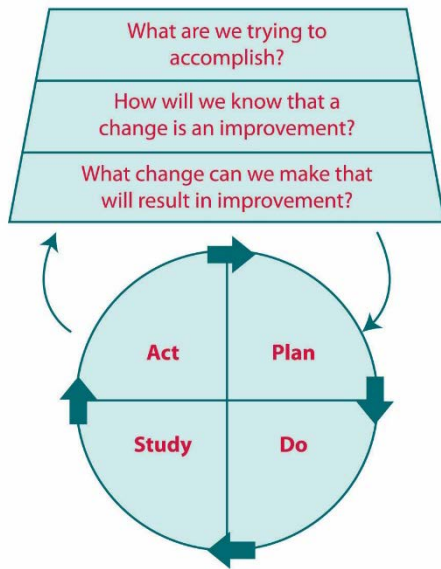 What are we trying to
accomplish?
How will we know that a
change is an improvement?
What change can we make that
will result in improvement?
Act
Plan
Study
Do